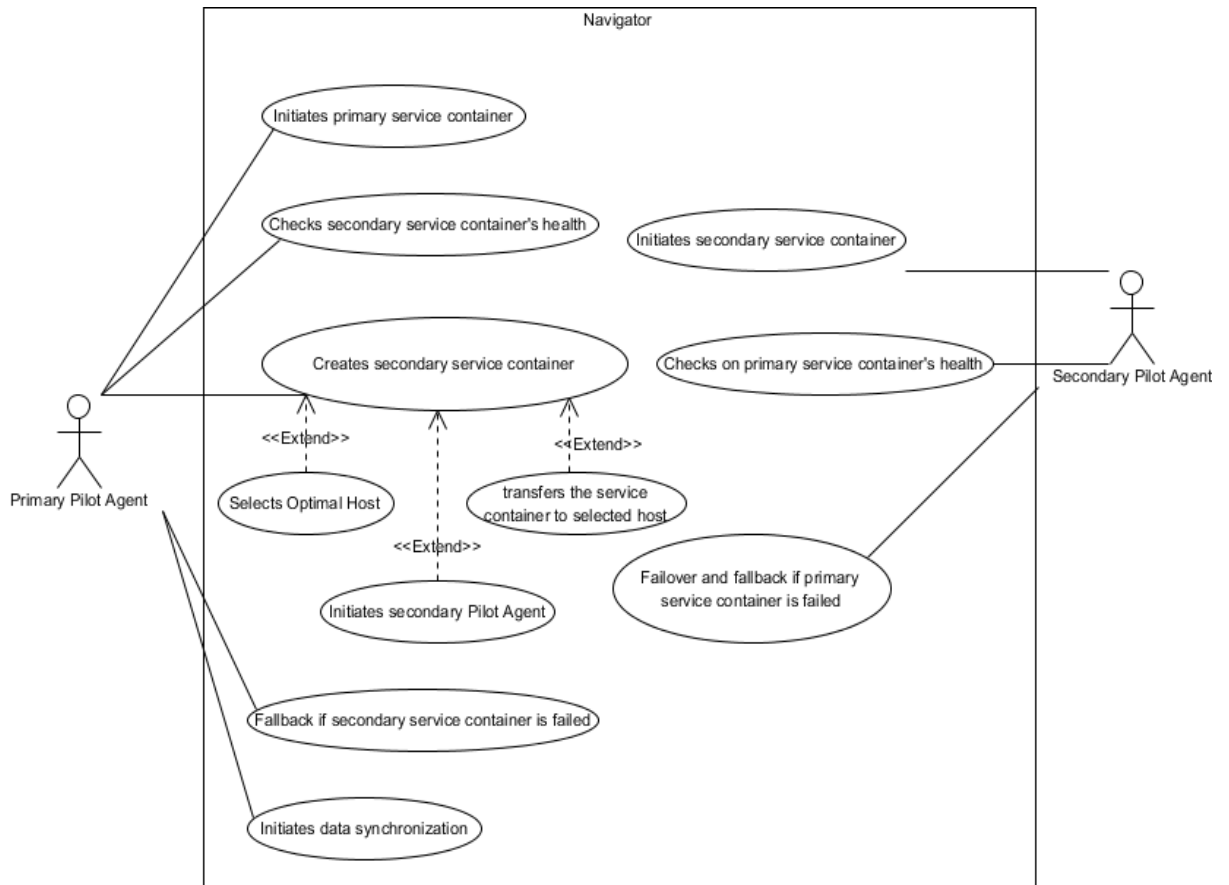 Navigator
Initiates primary service container
Checks secondary service container's health
Initiates secondary service container
Creates secondary service container
Checks on primary service container's health
Secondary Pilot Agent
<<Extend>>
<<Extend>>
Primary Pilot Agent
Selects Optimal Host
transfers the service
container to selected host
<<Extend>>
Failover and fallback if primary
service container is failed
Initiates secondary Pilot Agent
Fallback if secondary service container is failed
Initiates data synchronization